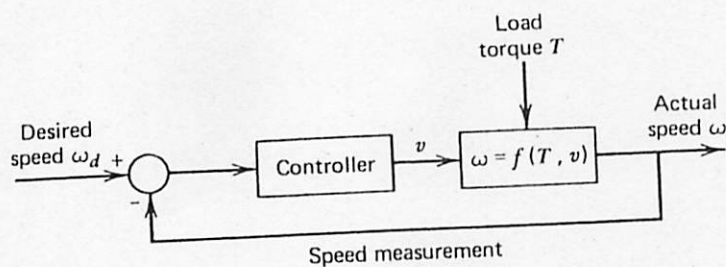 Load
torque T
Desired
speed ω_d +
-
Controller
v
ω = f (T, v)
Actual
speed ω
Speed measurement